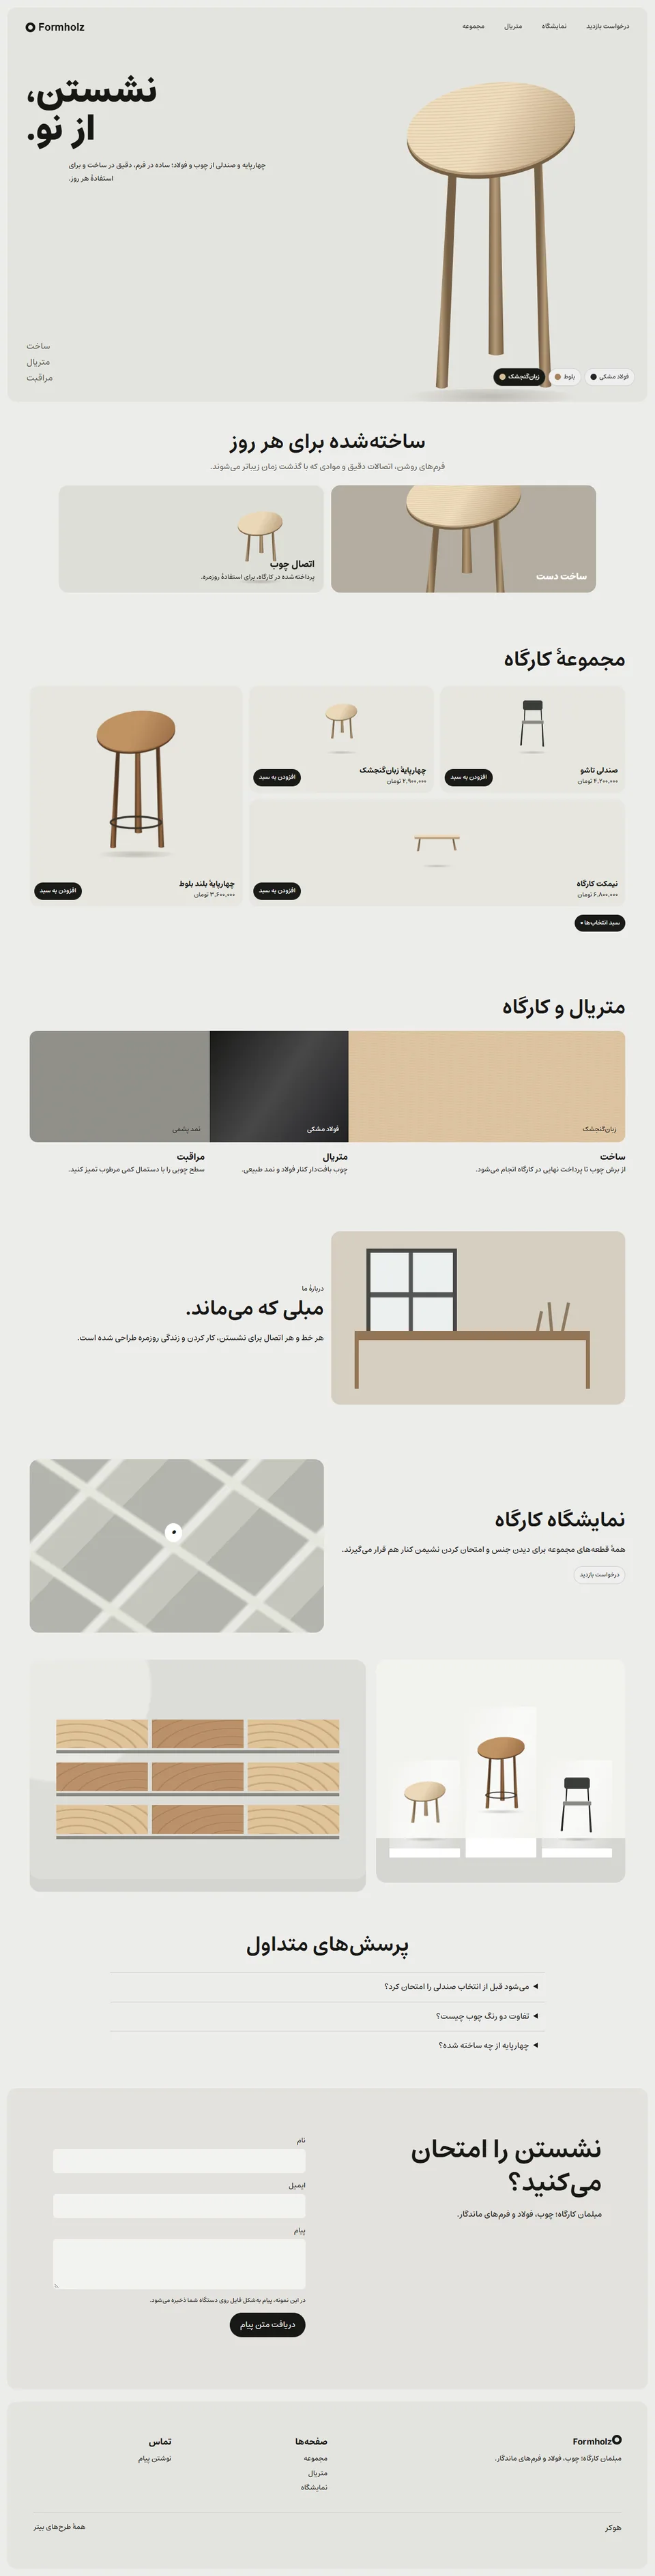 Formholz
مجموعه
متریال
نمایشگاه
درخواست بازدید
نشستن،
از نو.
چهارپایه و صندلی از چوب و فولاد؛ ساده در فرم، دقیق در ساخت و برای
استفادهٔ هر روز.
ساخت
متریال
مراقبت
فولاد مشکی
بلوط
زبان‌گنجشک
ساخته‌شده برای هر روز
فرم‌های روشن، اتصالات دقیق و موادی که با گذشت زمان زیباتر می‌شوند.
ساخت دست
اتصال چوب
پرداخته‌شده در کارگاه، برای استفادهٔ روزمره.
مجموعهٔ کارگاه
صندلی تاشو
۴٬۲۰۰٬۰۰۰ تومان
افزودن به سبد
چهارپایهٔ زبان‌گنجشک
۲٬۹۰۰٬۰۰۰ تومان
افزودن به سبد
چهارپایهٔ بلند بلوط
۳٬۶۰۰٬۰۰۰ تومان
افزودن به سبد
نیمکت کارگاه
۶٬۸۰۰٬۰۰۰ تومان
افزودن به سبد
سبد انتخاب‌ها ۰
متریال و کارگاه
زبان‌گنجشک
فولاد مشکی
نمد پشمی
ساخت
از برش چوب تا پرداخت نهایی در کارگاه انجام می‌شود.
متریال
چوب بافت‌دار کنار فولاد و نمد طبیعی.
مراقبت
سطح چوبی را با دستمال کمی مرطوب تمیز کنید.
دربارهٔ ما
مبلی که می‌ماند.
هر خط و هر اتصال برای نشستن، کار کردن و زندگی روزمره طراحی شده است.
نمایشگاه کارگاه
همهٔ قطعه‌های مجموعه برای دیدن جنس و امتحان کردن نشیمن کنار هم قرار می‌گیرند.
درخواست بازدید
پرسش‌های متداول
می‌شود قبل از انتخاب صندلی را امتحان کرد؟
تفاوت دو رنگ چوب چیست؟
چهارپایه از چه ساخته شده؟
نشستن را امتحان
می‌کنید؟
مبلمان کارگاه؛ چوب، فولاد و فرم‌های ماندگار.
نام
ایمیل
پیام
در این نمونه، پیام به‌شکل فایل روی دستگاه شما ذخیره می‌شود.
دریافت متن پیام
Formholz
مبلمان کارگاه؛ چوب، فولاد و فرم‌های ماندگار.
صفحه‌ها
مجموعه
متریال
نمایشگاه
تماس
نوشتن پیام
هوکر
همهٔ طرح‌های بیتر